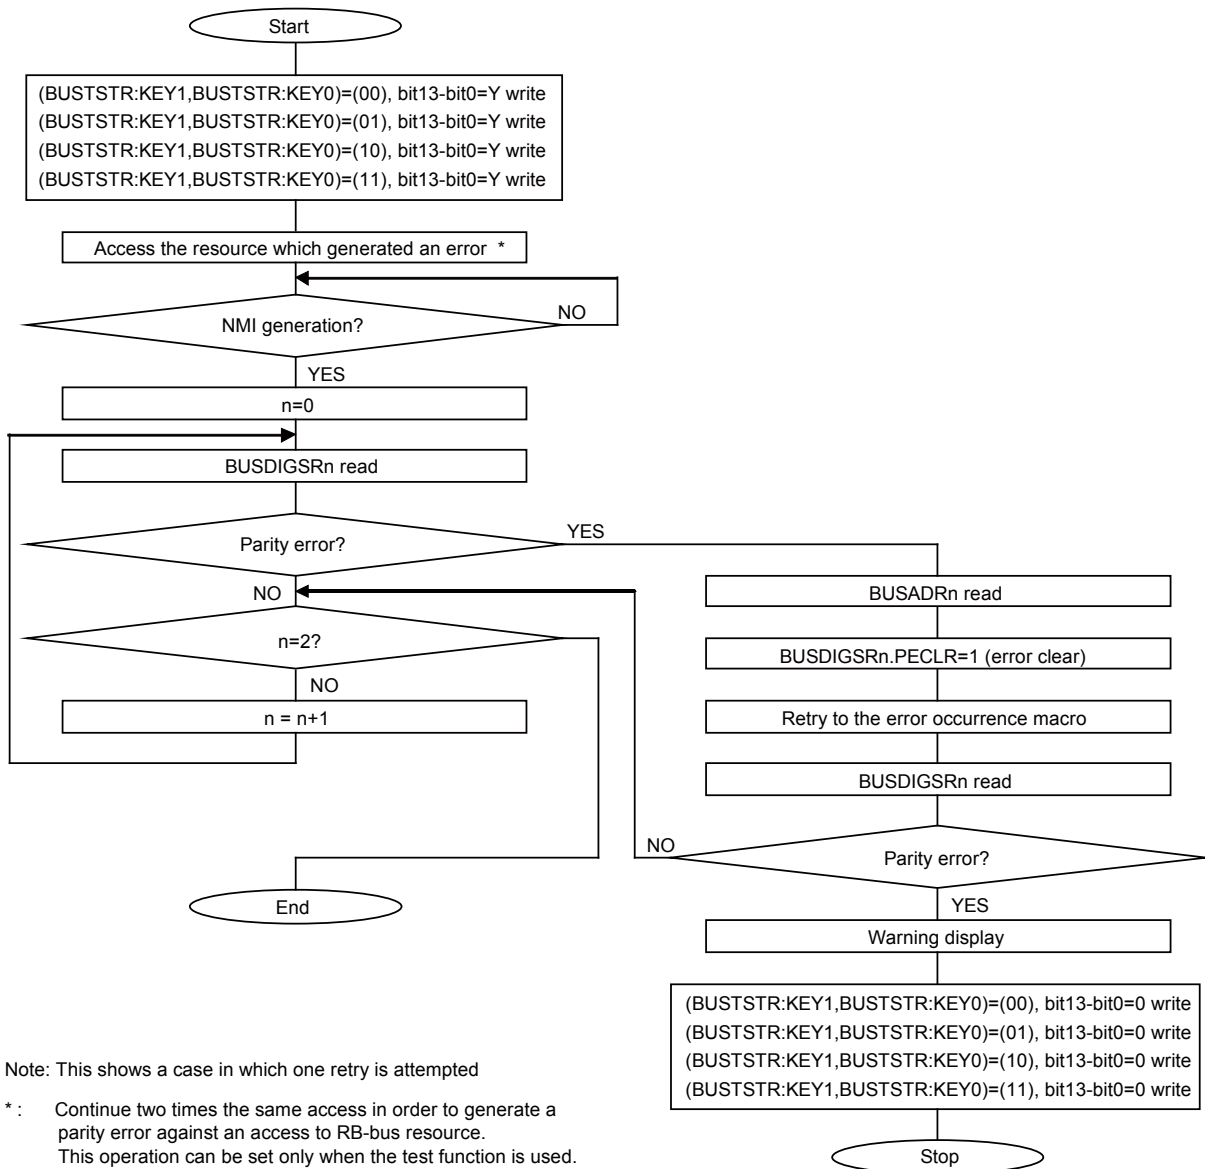 Start
(BUSTSTR:KEY1,BUSTSTR:KEY0)=(00), bit13-bit0=Y write
(BUSTSTR:KEY1,BUSTSTR:KEY0)=(01), bit13-bit0=Y write
(BUSTSTR:KEY1,BUSTSTR:KEY0)=(10), bit13-bit0=Y write
(BUSTSTR:KEY1,BUSTSTR:KEY0)=(11), bit13-bit0=Y write
Access the resource which generated an error *
NMI generation?
NO
YES
n=0
BUSDIGSRn read
Parity error?
YES
NO
n=2?
NO
n = n+1
End
BUSADRn read
BUSDIGSRn.PECLR=1 (error clear)
Retry to the error occurrence macro
BUSDIGSRn read
Parity error?
NO
YES
Warning display
(BUSTSTR:KEY1,BUSTSTR:KEY0)=(00), bit13-bit0=0 write
(BUSTSTR:KEY1,BUSTSTR:KEY0)=(01), bit13-bit0=0 write
(BUSTSTR:KEY1,BUSTSTR:KEY0)=(10), bit13-bit0=0 write
(BUSTSTR:KEY1,BUSTSTR:KEY0)=(11), bit13-bit0=0 write
Stop
Note: This shows a case in which one retry is attempted
* : Continue two times the same access in order to generate a
parity error against an access to RB-bus resource.
This operation can be set only when the test function is used.